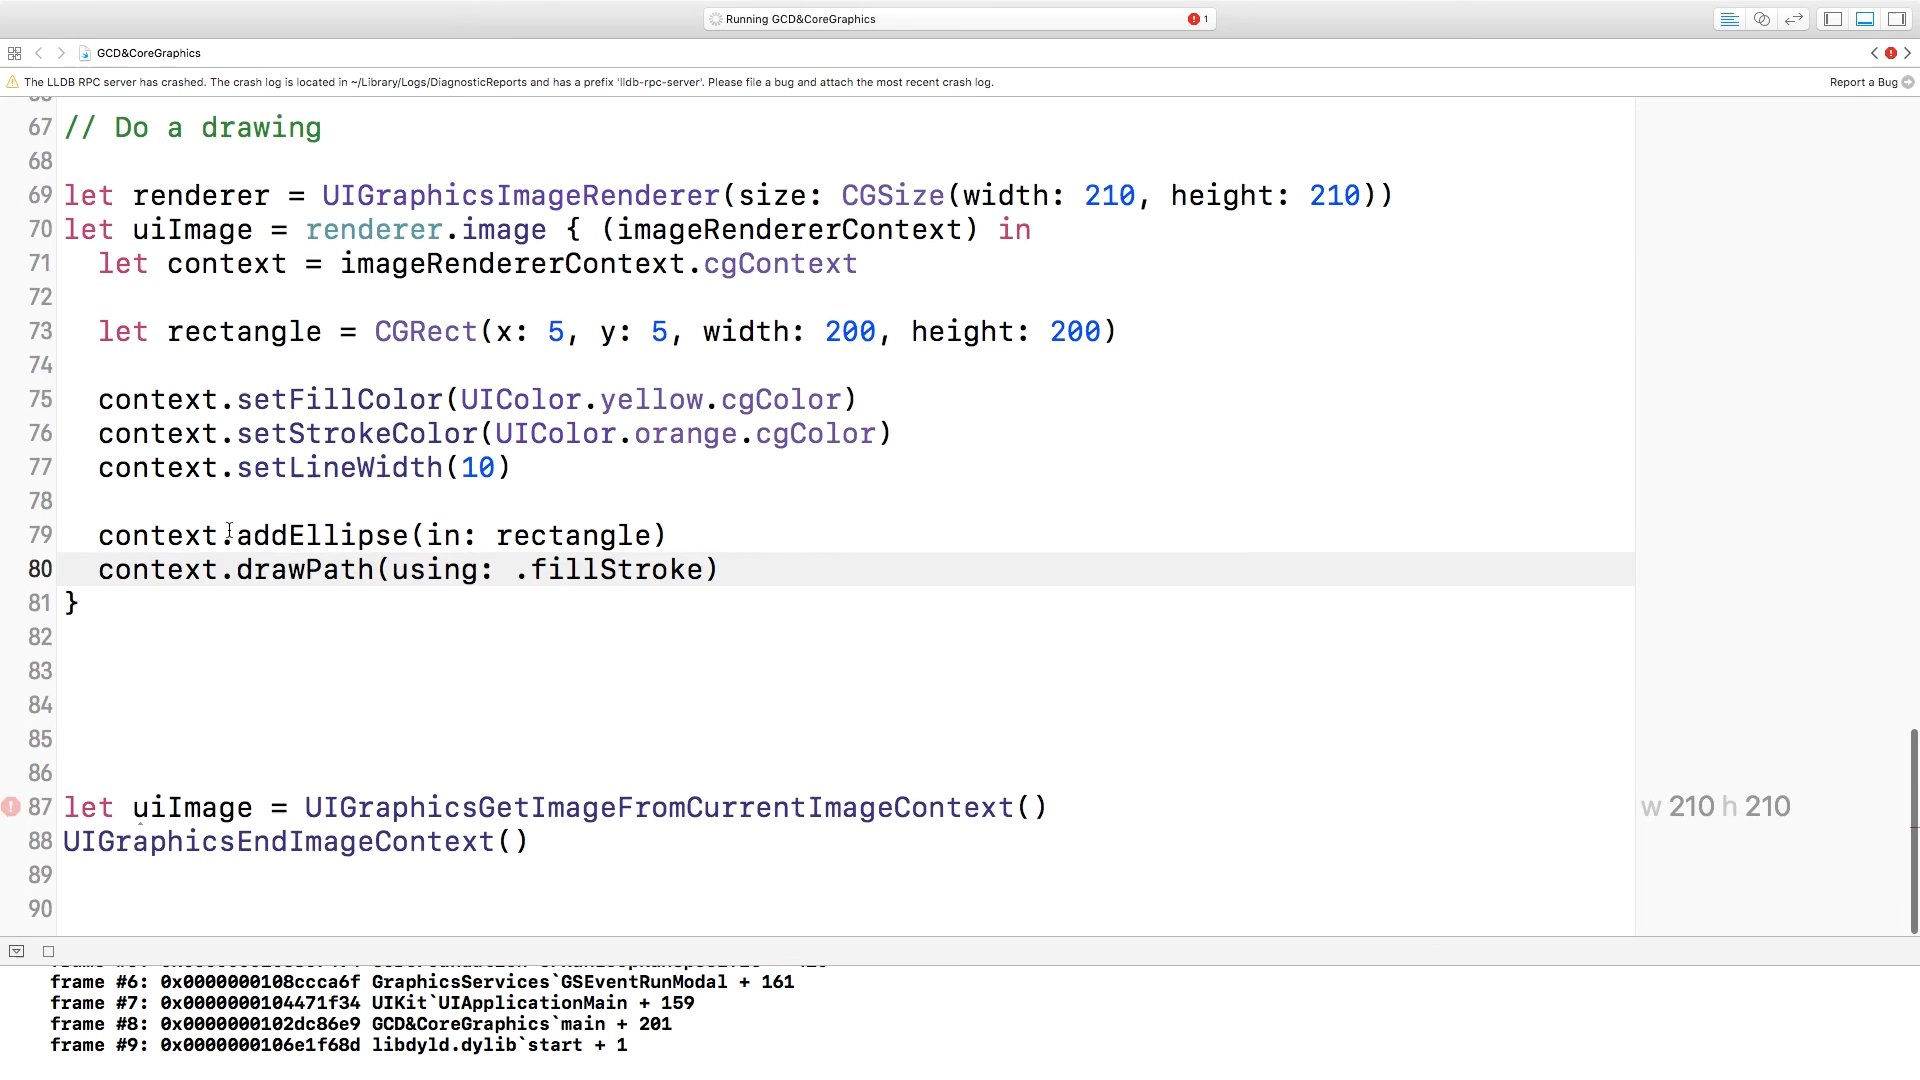 Running GCD&CoreGraphics
1
GCD&CoreGraphics
The LLDB RPC server has crashed. The crash log is located in ~/Library/Logs/DiagnosticReports and has a prefix 'lldb-rpc-server'. Please file a bug and attach the most recent crash log.
Report a Bug
67 // Do a drawing
68
69 let renderer = UIGraphicsImageRenderer(size: CGSize(width: 210, height: 210))
70 let uiImage = renderer.image { (imageRendererContext) in
71 let context = imageRendererContext.cgContext
72
73 let rectangle = CGRect(x: 5, y: 5, width: 200, height: 200)
74
75 context.setFillColor(UIColor.yellow.cgColor)
76 context.setStrokeColor(UIColor.orange.cgColor)
77 context.setLineWidth(10)
78
79 context.addEllipse(in: rectangle)
80 context.drawPath(using: .fillStroke)
81 }
82
83
84
85
86
87 let uiImage = UIGraphicsGetImageFromCurrentImageContext()
w 210 h 210
88 UIGraphicsEndImageContext()
89
90
frame #6: 0x0000000108ccca6f GraphicsServices`GSEventRunModal + 161
frame #7: 0x0000000104471f34 UIKit`UIApplicationMain + 159
frame #8: 0x0000000102dc86e9 GCD&CoreGraphics`main + 201
frame #9: 0x0000000106e1f68d libdyld.dylib`start + 1